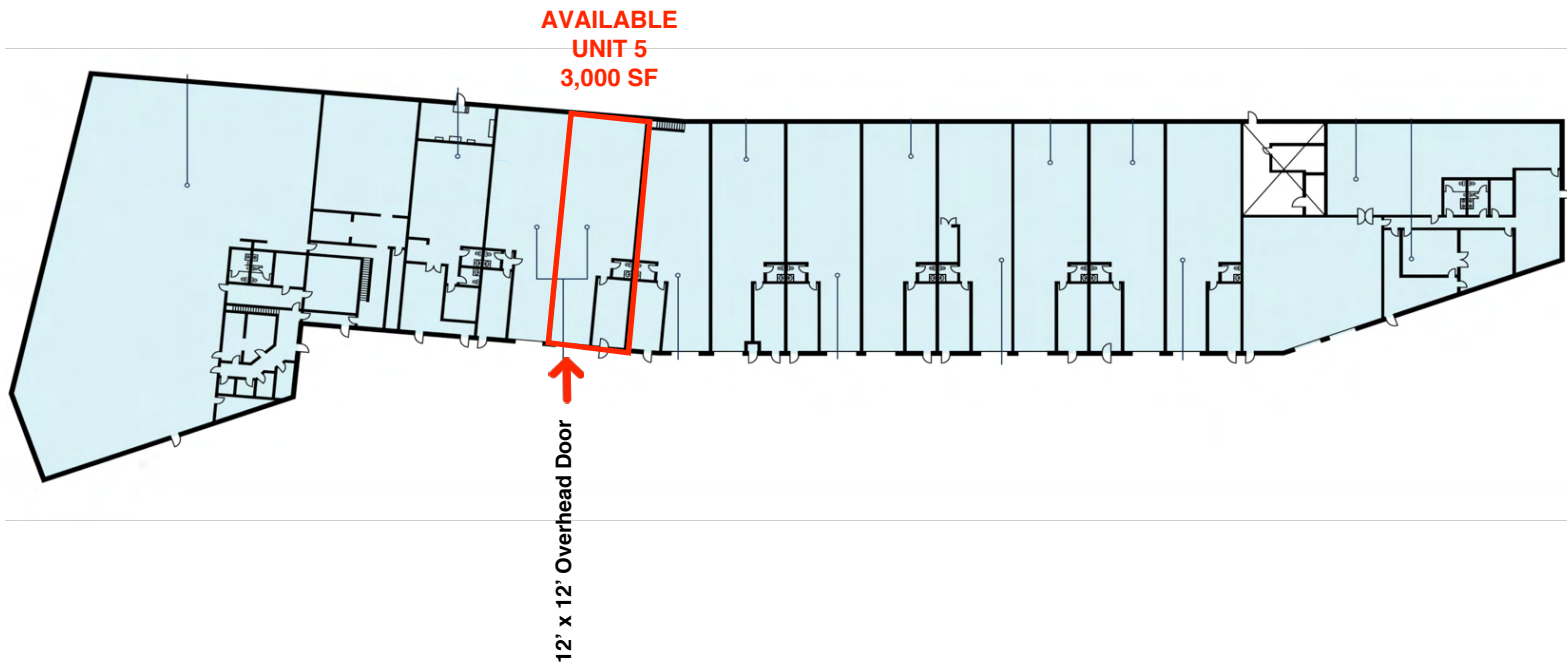 AVAILABLE
UNIT 5
3,000 SF
12’ x 12’ Overhead Door